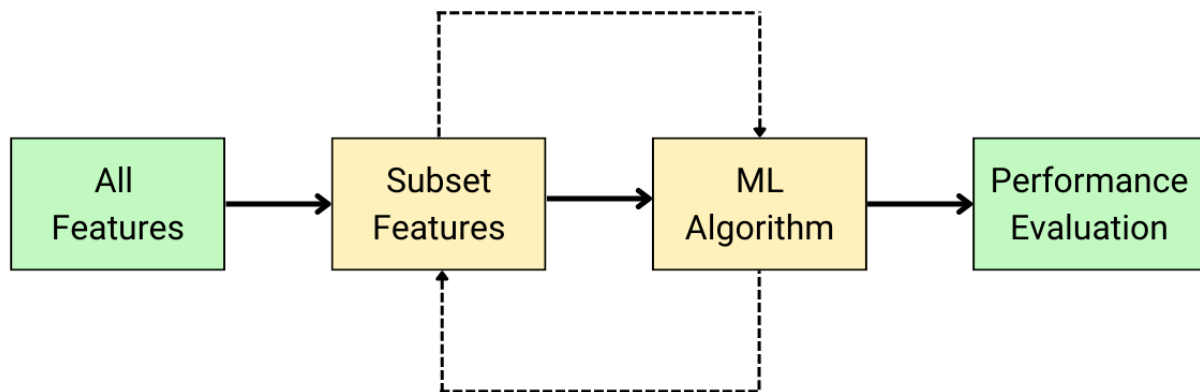 All
Features
Subset
Features
ML
Algorithm
Performance
Evaluation